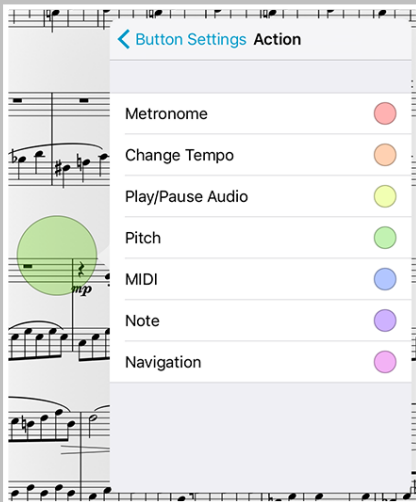 Button Settings Action
Metronome
Change Tempo
Play/Pause Audio
Pitch
MIDI
Note
Navigation
mp